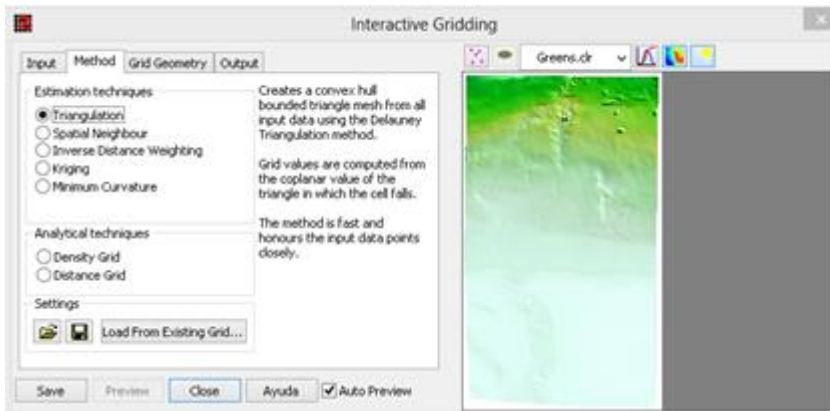 Interactive Gridding
Input Method Grid Geometry Output
Estimation techniques
Triangulation
Spatial Neighbour
Inverse Distance Weighting
Kriging
Minimum Curvature
Analytical techniques
Density Grid
Distance Grid
Settings
Load From Existing Grid...
Creates a convex hull
bounded triangle mesh from all
input data using the Delauney
Triangulation method.
Grid values are computed from
the coplanar value of the
triangle in which the cell falls.
The method is fast and
honours the input data points
closely.
Save Preview Close Ayuda Auto Preview
Greens.clr